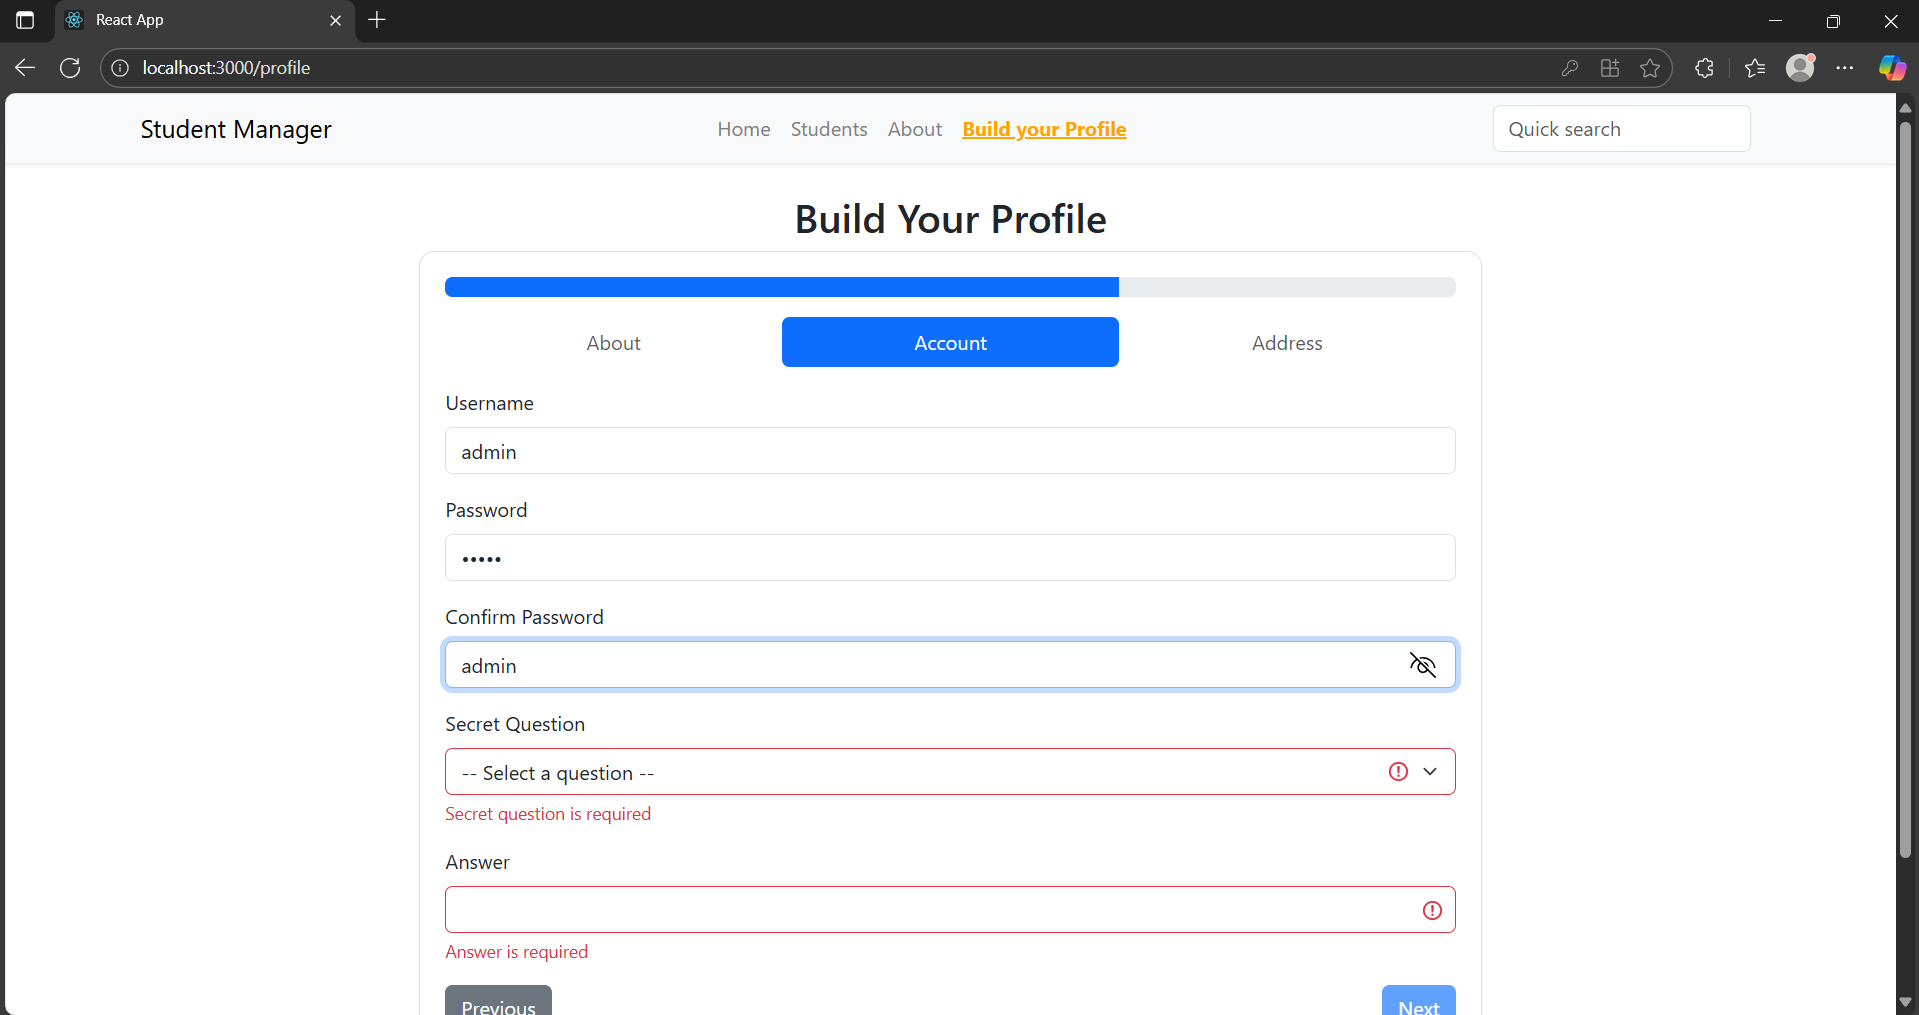 React App
localhost:3000/profile
Student Manager
Home Students About Build your Profile
Quick search
Build Your Profile
About Account Address
Username
admin
Password
•••••
Confirm Password
admin
Secret Question
-- Select a question --
Secret question is required
Answer
Answer is required
Previous Next